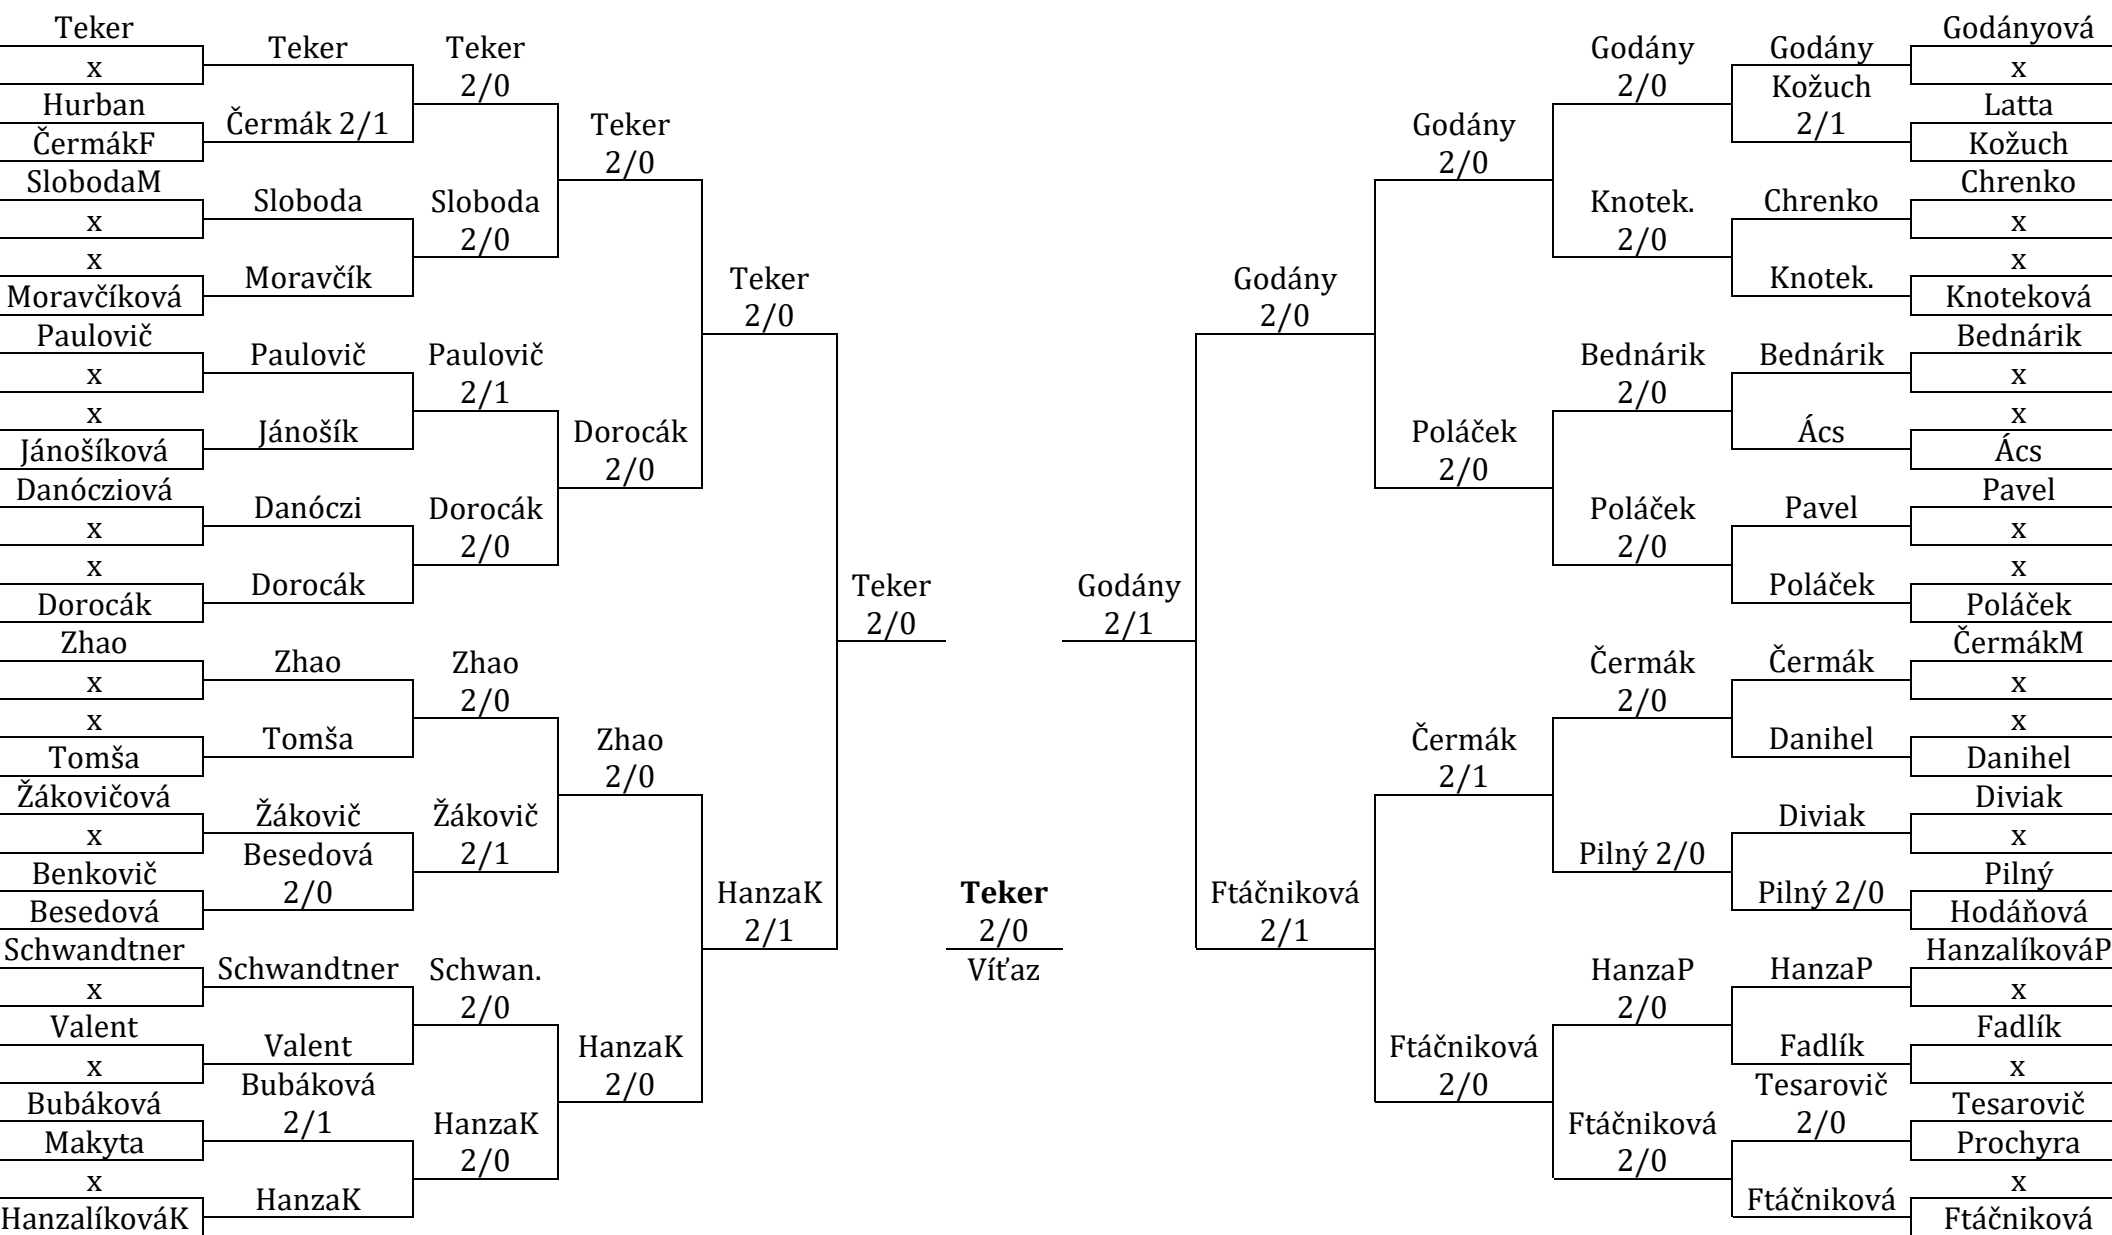 Teker
x
Hurban
ČermákF
SlobodaM
x
x
Moravčíková
Paulovič
x
x
Jánošíková
Danócziová
x
x
Dorocák
Zhao
x
x
Tomša
Žákovičová
x
Benkovič
Besedová
Schwandtner
x
Valent
x
Bubáková
Makyta
x
HanzalíkováK
Teker
Čermák 2/1
Sloboda
Moravčík
Paulovič
Jánošík
Danóczi
Dorocák
Zhao
Tomša
Žákovič
Besedová
2/0
Schwandtner
Valent
Bubáková
2/1
HanzaK
Teker
2/0
Sloboda
2/0
Paulovič
2/1
Dorocák
2/0
Zhao
2/0
Žákovič
2/1
Schwan.
2/0
HanzaK
2/0
Teker
2/0
Dorocák
2/0
Zhao
2/0
HanzaK
2/0
Teker
2/0
HanzaK
2/1
Teker
2/0
Teker
2/0
Víťaz
Godány
2/1
Godány
2/0
Ftáčniková
2/1
Godány
2/0
Poláček
2/0
Čermák
2/1
Ftáčniková
2/0
Godány
2/0
Knotek.
2/0
Bednárik
2/0
Poláček
2/0
Čermák
2/0
Pilný 2/0
HanzaP
2/0
Ftáčniková
2/0
Godány
Kožuch
2/1
Chrenko
Knotek.
Bednárik
Ács
Pavel
Poláček
Čermák
Danihel
Diviak
Pilný 2/0
HanzaP
Fadlík
Tesarovič
2/0
Ftáčniková
Godányová
x
Latta
Kožuch
Chrenko
x
x
Knoteková
Bednárik
x
x
Ács
Pavel
x
x
Poláček
ČermákM
x
x
Danihel
Diviak
x
Pilný
Hodáňová
HanzalíkováP
x
Fadlík
x
Tesarovič
Prochyra
x
Ftáčniková